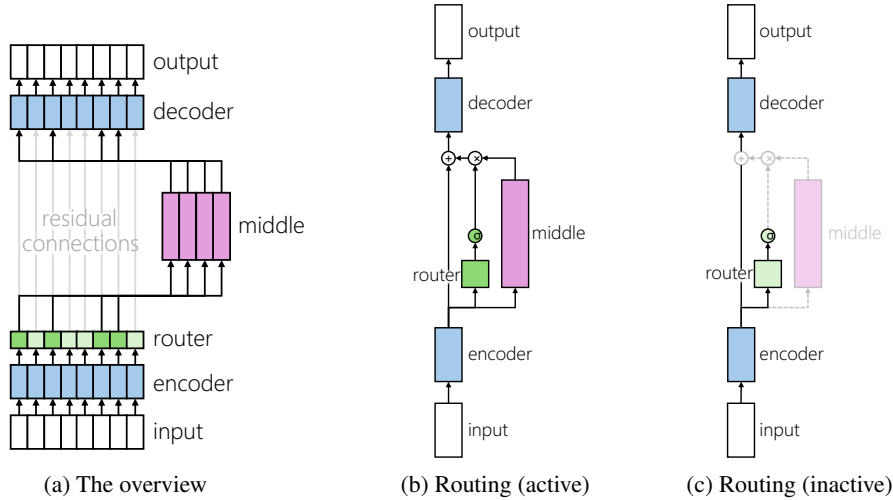 output
decoder
residual
connections
middle
router
encoder
input
(a) The overview
output
decoder
+
×
σ
middle
router
encoder
input
(b) Routing (active)
output
decoder
+
×
σ
middle
router
encoder
input
(c) Routing (inactive)